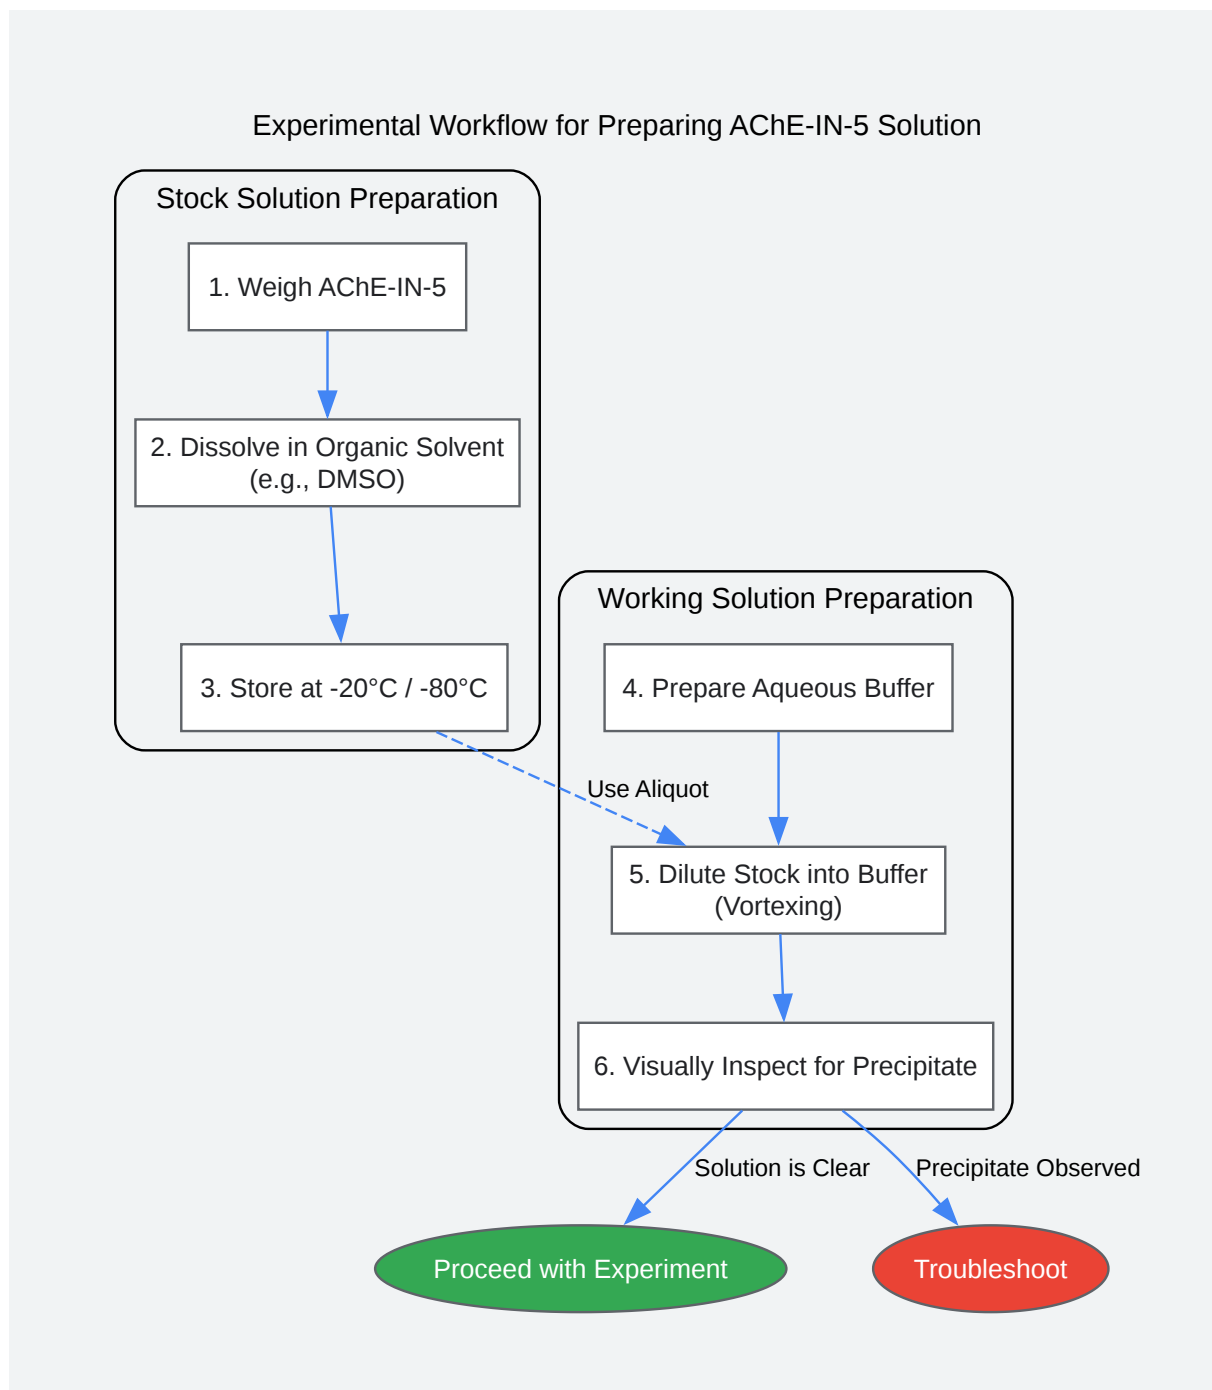 Experimental Workflow for Preparing AChE-IN-5 Solution
Stock Solution Preparation
1. Weigh AChE-IN-5
2. Dissolve in Organic Solvent
(e.g., DMSO)
3. Store at -20°C / -80°C
Working Solution Preparation
4. Prepare Aqueous Buffer
Use Aliquot
5. Dilute Stock into Buffer
(Vortexing)
6. Visually Inspect for Precipitate
Solution is Clear
Precipitate Observed
Proceed with Experiment
Troubleshoot